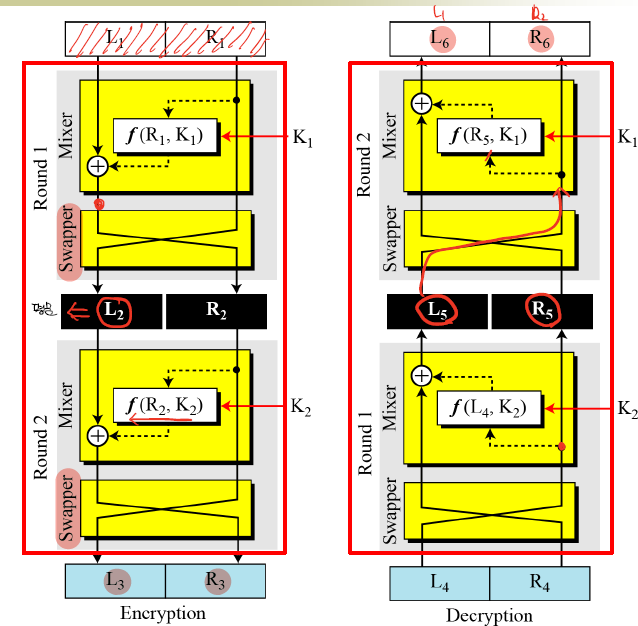 L₁ R₁
Round 1
Mixer
f(R₁, K₁)
K₁
Swapper
L₂ R₂
Round 2
Mixer
f(R₂, K₂)
K₂
Swapper
L₃ R₃
Encryption
L₁ R₂
L₆ R₆
Round 2
Mixer
f(R₅, K₁)
K₁
Swapper
L₅ R₅
Round 1
Mixer
f(L₄, K₂)
K₂
Swapper
L₄ R₄
Decryption